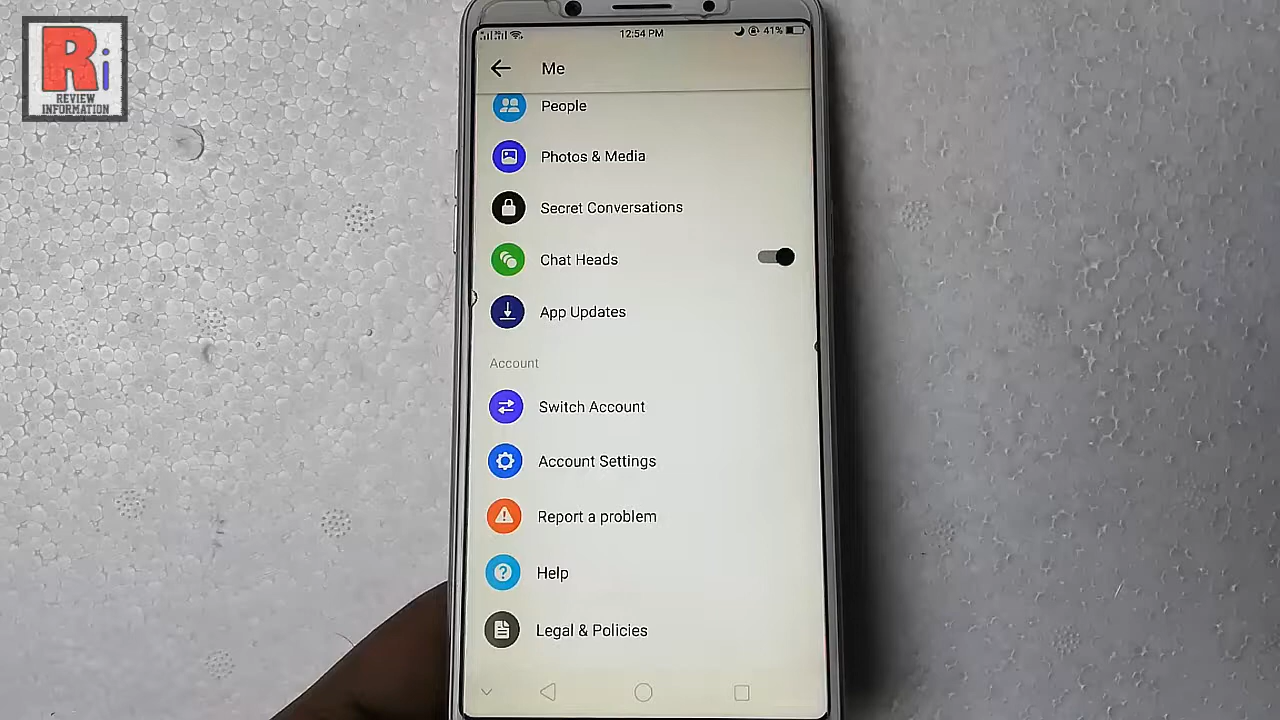 Ri
REVIEW
INFORMATION
12:54 PM
41%
Me
People
Photos & Media
Secret Conversations
Chat Heads
App Updates
Account
Switch Account
Account Settings
Report a problem
Help
Legal & Policies